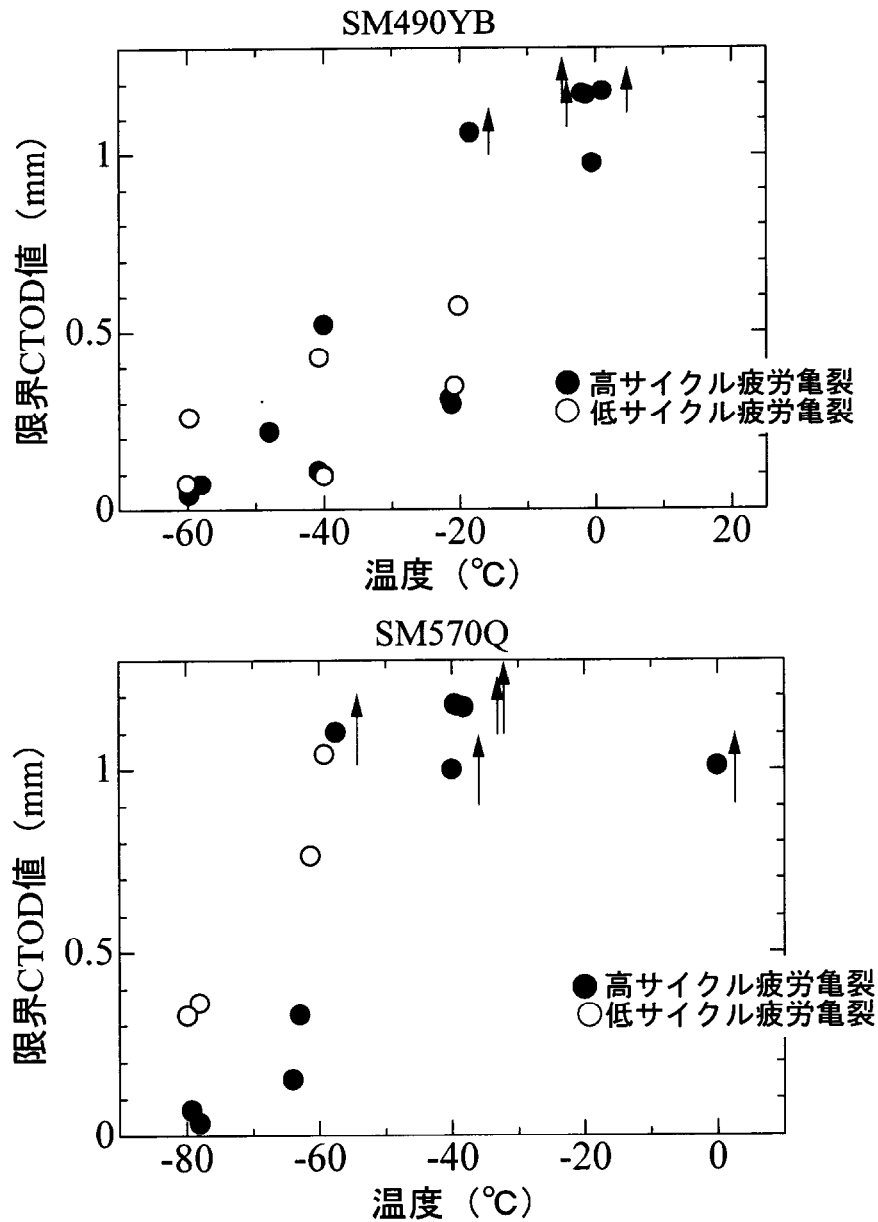 SM490YB
限界CTOD値 (mm)
1
0.5
0
● 高サイクル疲労亀裂
○ 低サイクル疲労亀裂
-60 -40 -20 0 20
温度 (℃)
SM570Q
限界CTOD値 (mm)
1
0.5
0
● 高サイクル疲労亀裂
○ 低サイクル疲労亀裂
-80 -60 -40 -20 0
温度 (℃)